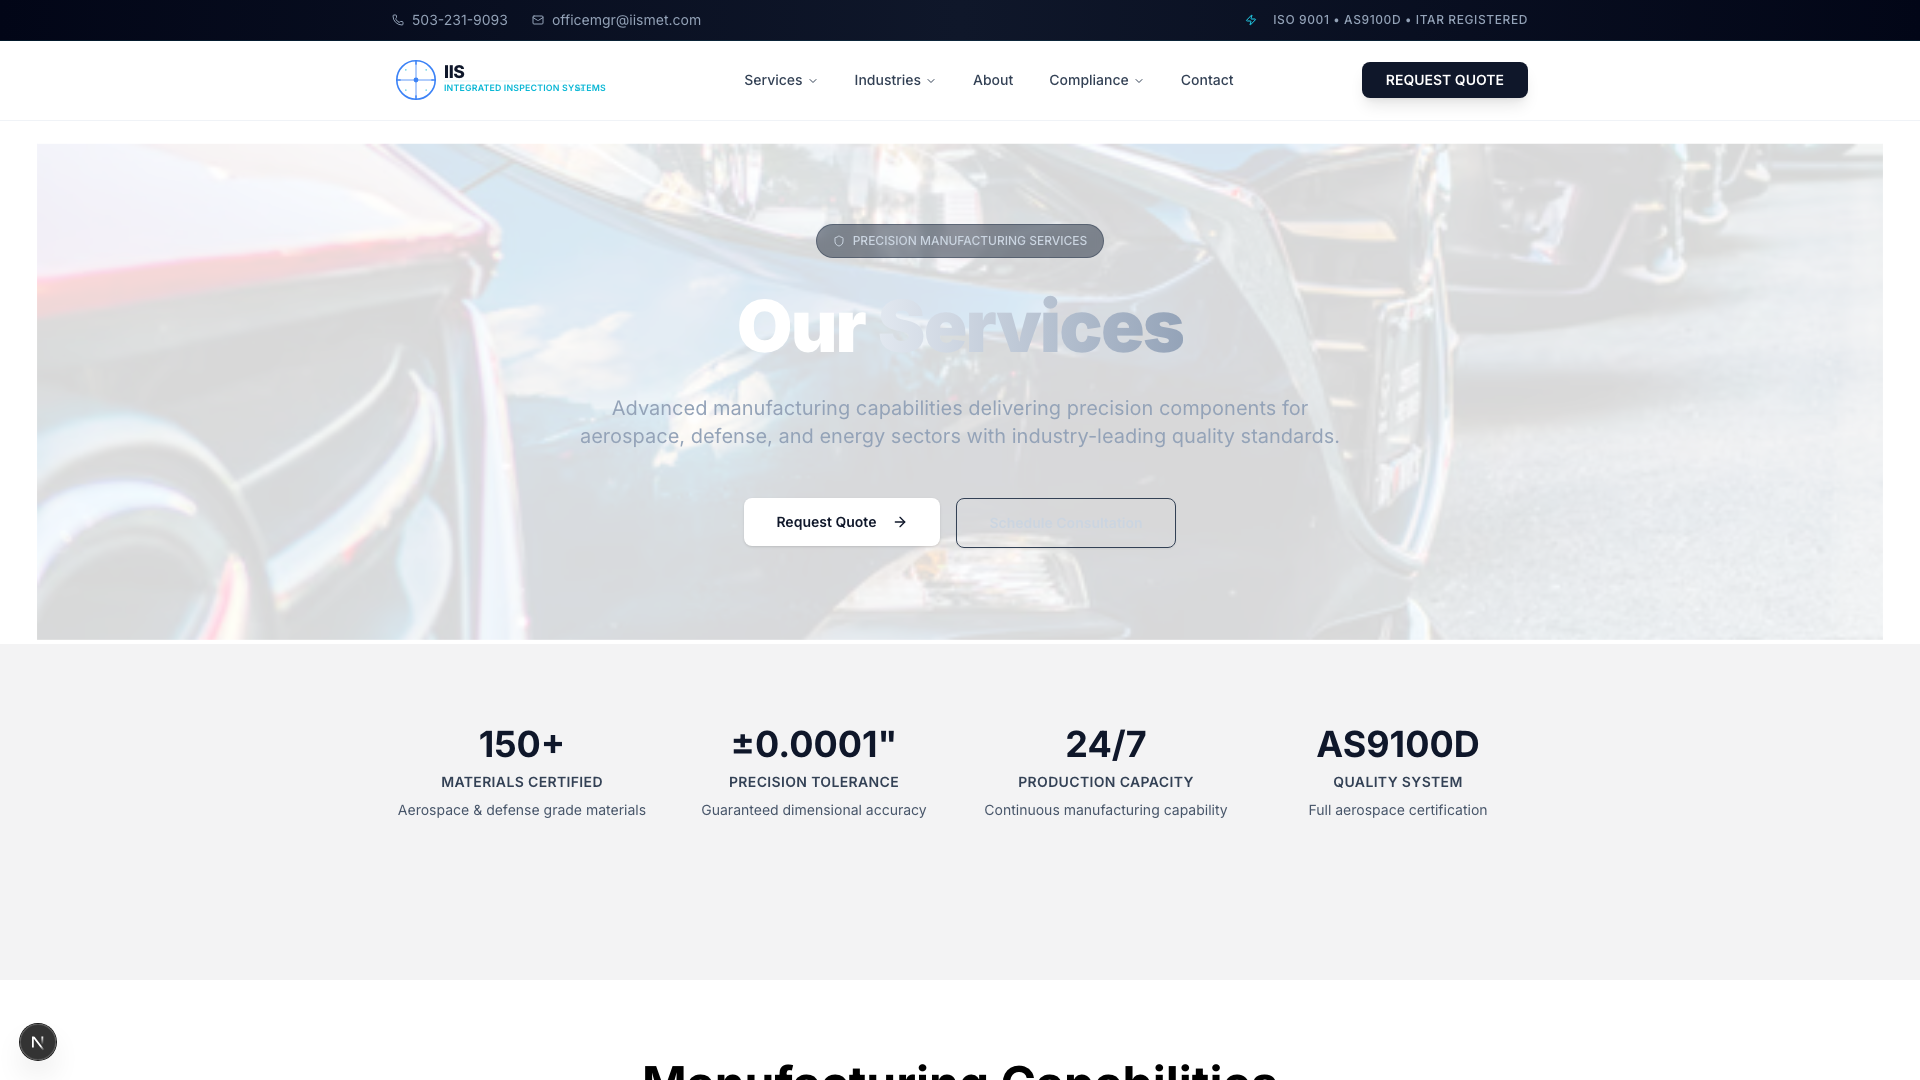 503-231-9093
officemgr@iismet.com
ISO 9001 • AS9100D • ITAR REGISTERED
IIS
INTEGRATED INSPECTION SYSTEMS
Services
Industries
About
Compliance
Contact
REQUEST QUOTE
PRECISION MANUFACTURING SERVICES
Our Services
Advanced manufacturing capabilities delivering precision components for
aerospace, defense, and energy sectors with industry-leading quality standards.
Request Quote
Schedule Consultation
150+
MATERIALS CERTIFIED
Aerospace & defense grade materials
±0.0001"
PRECISION TOLERANCE
Guaranteed dimensional accuracy
24/7
PRODUCTION CAPACITY
Continuous manufacturing capability
AS9100D
QUALITY SYSTEM
Full aerospace certification
N
Manufacturing Capabilities